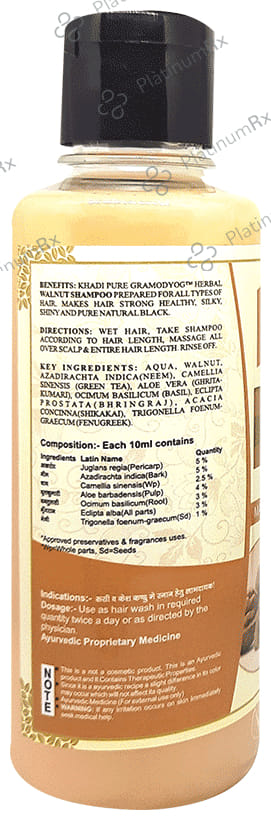 BENEFITS: KHADI PURE GRAMODYOG™ HERBAL
WALNUT SHAMPOO PREPARED FOR ALL TYPES OF
HAIR. MAKES HAIR STRONG HEALTHY, SILKY,
SHINY AND PURE NATURAL BLACK.
DIRECTIONS: WET HAIR, TAKE SHAMPOO
ACCORDING TO HAIR LENGTH, MASSAGE ALL
OVER SCALP & ENTIRE HAIR LENGTH. RINSE OFF.
KEY INGREDIENTS: AQUA, WALNUT,
AZADIRACHTA INDICA(NEEM), CAMELLIA
SINENSIS (GREEN TEA), ALOE VERA (GHRITA-
KUMARI), OCIMUM BASILICUM (BASIL), ECLIPTA
PROSTATA(BHRINGRAJ), ACACIA
CONCINNA(SHIKAKAI), TRIGONELLA FOENUM-
GRAECUM (FENUGREEK).
Composition:- Each 10ml contains
Ingredients Latin Name Quantity
अखरोट Juglans regia(Pericarp) 5 %
नीम Azadirachta indica(Bark) 5 %
Camellia sinensis(Wp) 2.5 %
Aloe barbadensis(Pulp) 4 %
Ocimum basilicum(Root) 3 %
Eclipta alba(All parts) 3 %
मेथी Trigonella foenum-graecum(Sd) 1 %
*Approved preservatives & fragrances uses.
*Wp=Whole parts, Sd=Seeds
Indications:-
Dosage:- Use as hair wash in required
quantity twice a day or as directed by the
physician.
Ayurvedic Proprietary Medicine
NOTE
This is a not a cosmetic product. This is an Ayurvedic
product and It Contains Therapeutic Properties.
Since it is a ayurvedic recipe a slight difference in its color
may occur which will not affect its quality.
Ayurvedic Medicine (For external use only)
WARNING: If any irritation occurs on skin immediately
seek medical help.
PlatinumRx